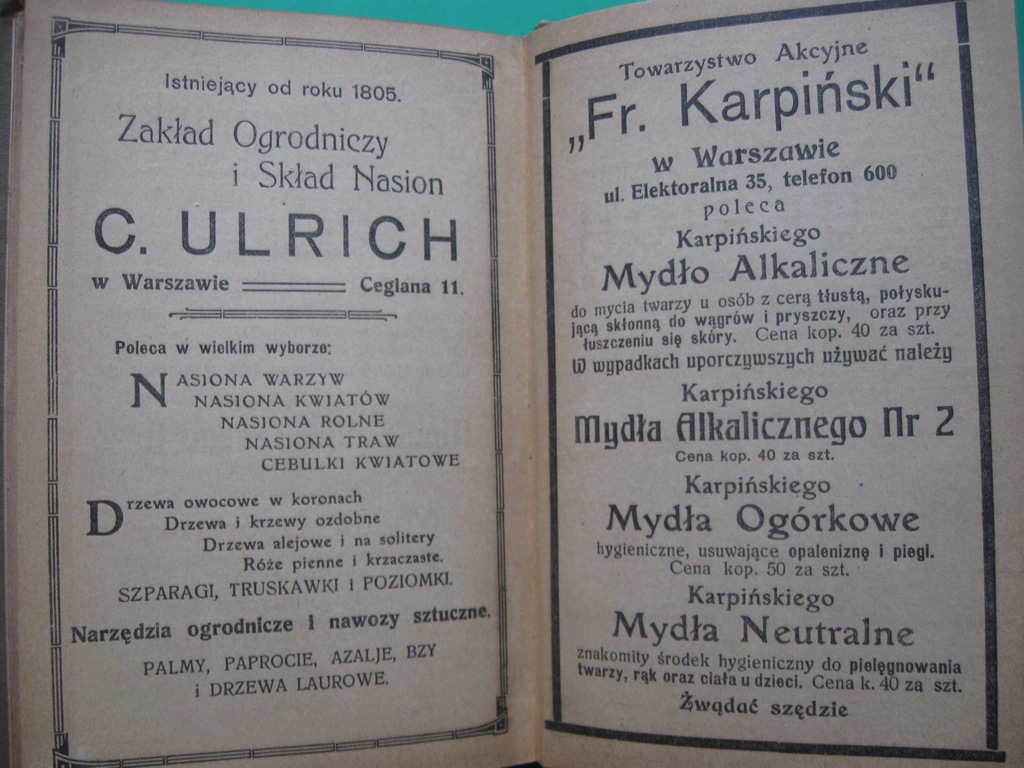 Istniejący od roku 1805.
Zakład Ogrodniczy
i Skład Nasion
C. ULRICH
w Warszawie Ceglana 11.
Poleca w wielkim wyborze:
NASIONA WARZYW
NASIONA KWIATÓW
NASIONA ROLNE
NASIONA TRAW
CEBULKI KWIATOWE
Drzewa owocowe w koronach
Drzewa i krzewy ozdobne
Drzewa alejowe i na solitery
Róże pienne i krzaczaste.
SZPARAGI, TRUSKAWKI i POZIOMKI.
Narzędzia ogrodnicze i nawozy sztuczne.
PALMY, PAPROCIE, AZALJE, BZY
i DRZEWA LAUROWE.
Towarzystwo Akcyjne
„Fr. Karpiński“
w Warszawie
ul. Elektoralna 35, telefon 600
poleca
Karpińskiego
Mydło Alkaliczne
do mycia twarzy u osób z cerą tłustą, połysku-
jącą skłonną do wągrów i pryszczy, oraz przy
łuszczeniu się skóry. Cena kop. 40 za szt.
W wypadkach uporczywszych używać należy
Karpińskiego
Mydła Alkalicznego Nr 2
Cena kop. 40 za szt.
Karpińskiego
Mydła Ogórkowe
hygieniczne, usuwające opaleniznę i piegi.
Cena kop. 50 za szt.
Karpińskiego
Mydła Neutralne
znakomity środek hygieniczny do pielęgnowania
twarzy, rąk oraz ciała u dzieci. Cena k. 40 za szt.
Żwądać szędzie